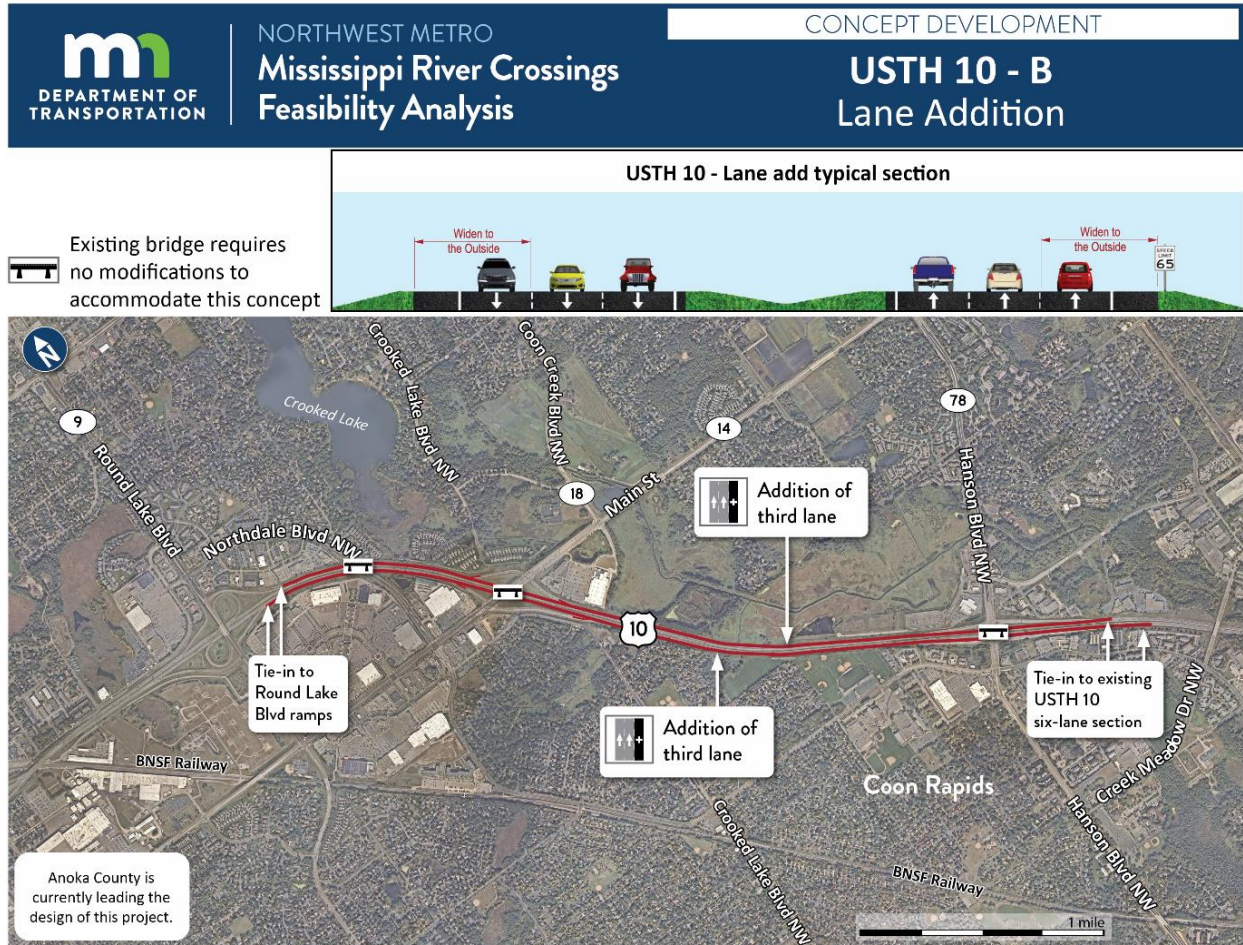 mn
DEPARTMENT OF
TRANSPORTATION
NORTHWEST METRO
Mississippi River Crossings
Feasibility Analysis
CONCEPT DEVELOPMENT
USTH 10 - B
Lane Addition
USTH 10 - Lane add typical section
Existing bridge requires
no modifications to
accommodate this concept
Widen to
the Outside
Widen to
the Outside
SPEED
LIMIT
65
N
Crooked Lake
Crooked Lake Blvd NW
Coon Creek Blvd NW
9
Round Lake Blvd
Northdale Blvd NW
18
Main St
14
78
Hanson Blvd NW
Addition of
third lane
10
Tie-in to
Round Lake
Blvd ramps
Addition of
third lane
Tie-in to existing
USTH 10
six-lane section
BNSF Railway
Coon Rapids
Creek Meadow Dr NW
Crooked Lake Blvd NW
Hanson Blvd NW
BNSF Railway
Anoka County is
currently leading the
design of this project.
1 mile